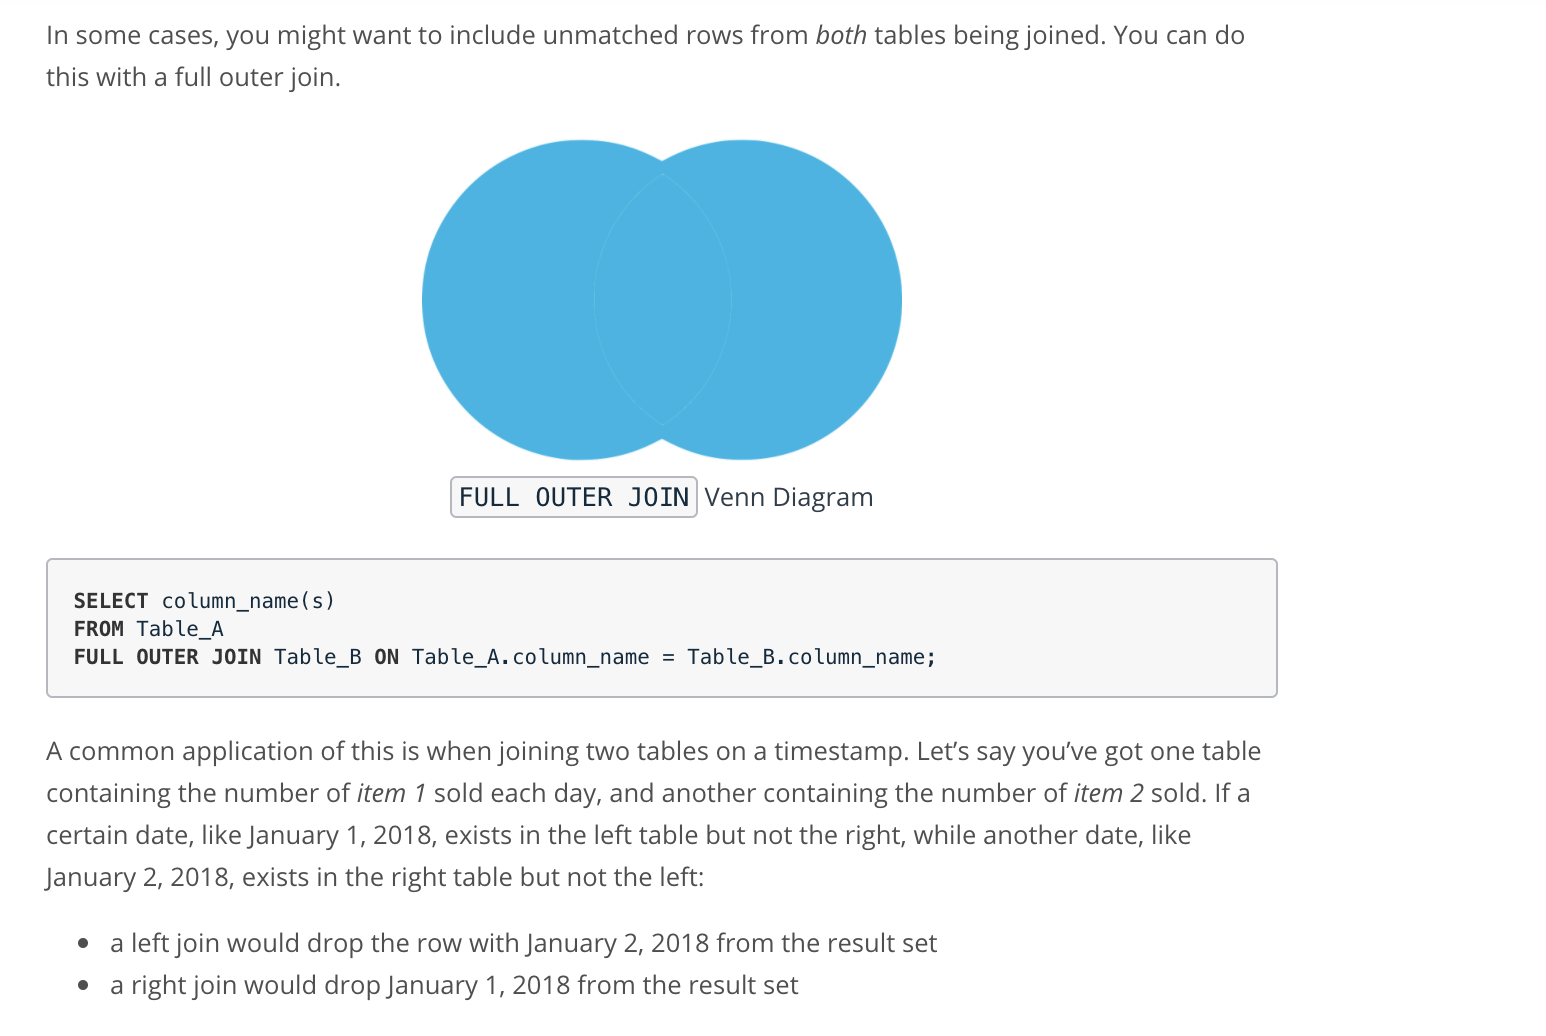 In some cases, you might want to include unmatched rows from both tables being joined. You can do
this with a full outer join.
FULL OUTER JOIN Venn Diagram
SELECT column_name(s)
FROM Table_A
FULL OUTER JOIN Table_B ON Table_A.column_name = Table_B.column_name;
A common application of this is when joining two tables on a timestamp. Let’s say you’ve got one table
containing the number of item 1 sold each day, and another containing the number of item 2 sold. If a
certain date, like January 1, 2018, exists in the left table but not the right, while another date, like
January 2, 2018, exists in the right table but not the left:
• a left join would drop the row with January 2, 2018 from the result set
• a right join would drop January 1, 2018 from the result set